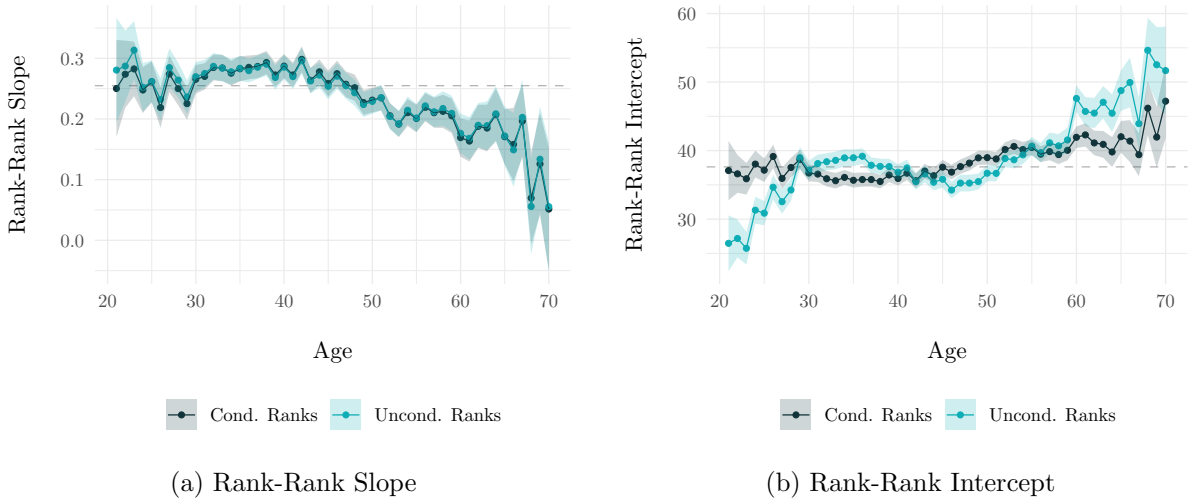 Rank-Rank Slope
0.3
0.2
0.1
0.0
20 30 40 50 60 70
Age
Cond. Ranks Uncond. Ranks
(a) Rank-Rank Slope
Rank-Rank Intercept
60
50
40
30
20 30 40 50 60 70
Age
Cond. Ranks Uncond. Ranks
(b) Rank-Rank Intercept